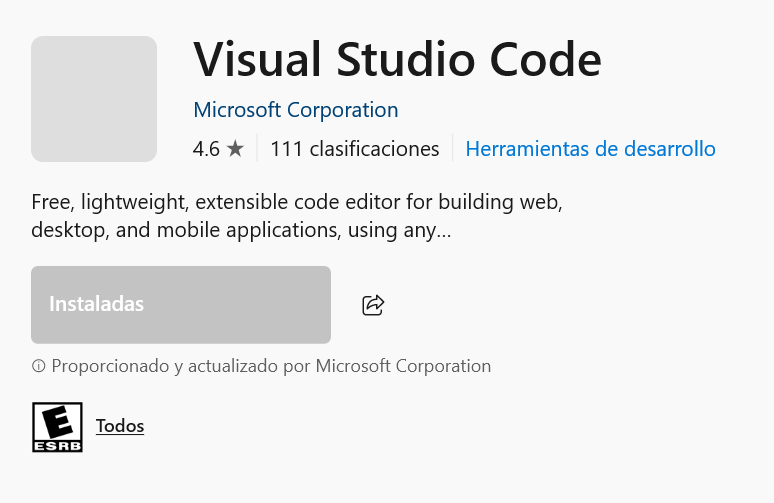 Visual Studio Code
Microsoft Corporation
4.6 ★ 111 clasificaciones Herramientas de desarrollo
Free, lightweight, extensible code editor for building web,
desktop, and mobile applications, using any...
Instaladas
Proporcionado y actualizado por Microsoft Corporation
E
ESRB
Todos